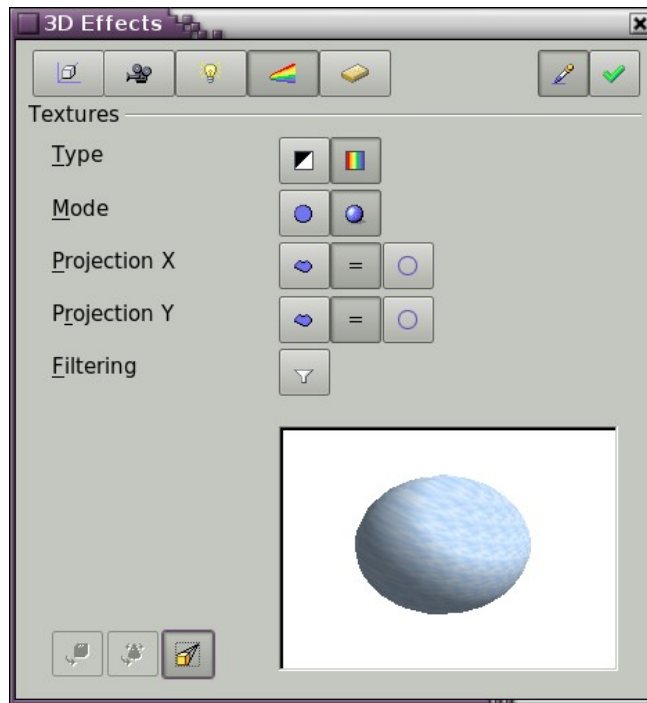 3D Effects
Textures
Type
Mode
Projection X
Projection Y
Filtering